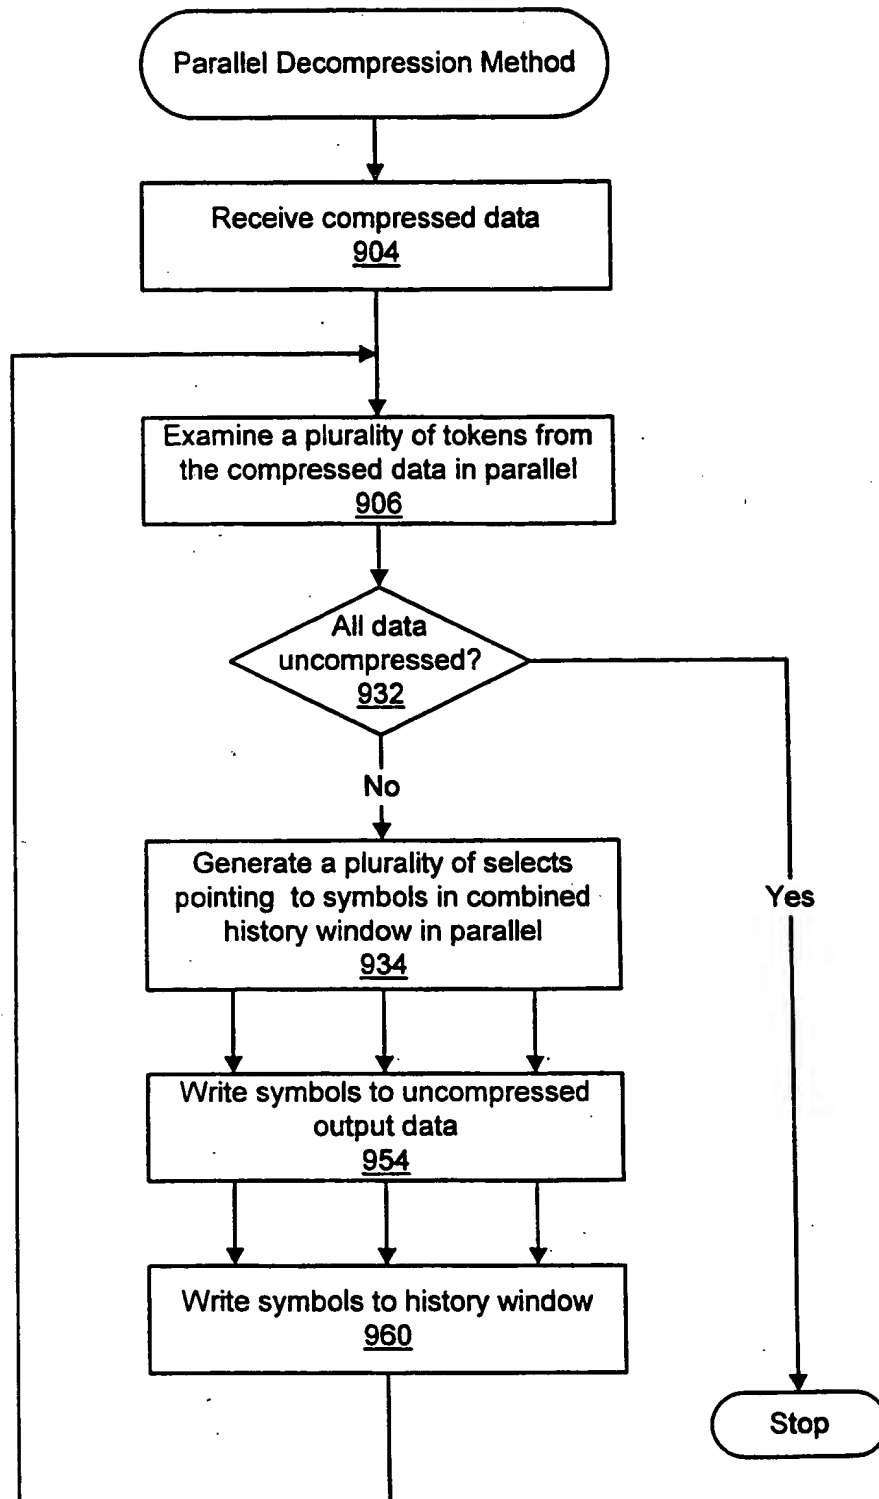 Parallel Decompression Method
Receive compressed data
904
Examine a plurality of tokens from
the compressed data in parallel
906
All data
uncompressed?
932
No
Generate a plurality of selects
pointing to symbols in combined
history window in parallel
934
Yes
Write symbols to uncompressed
output data
954
Write symbols to history window
960
Stop